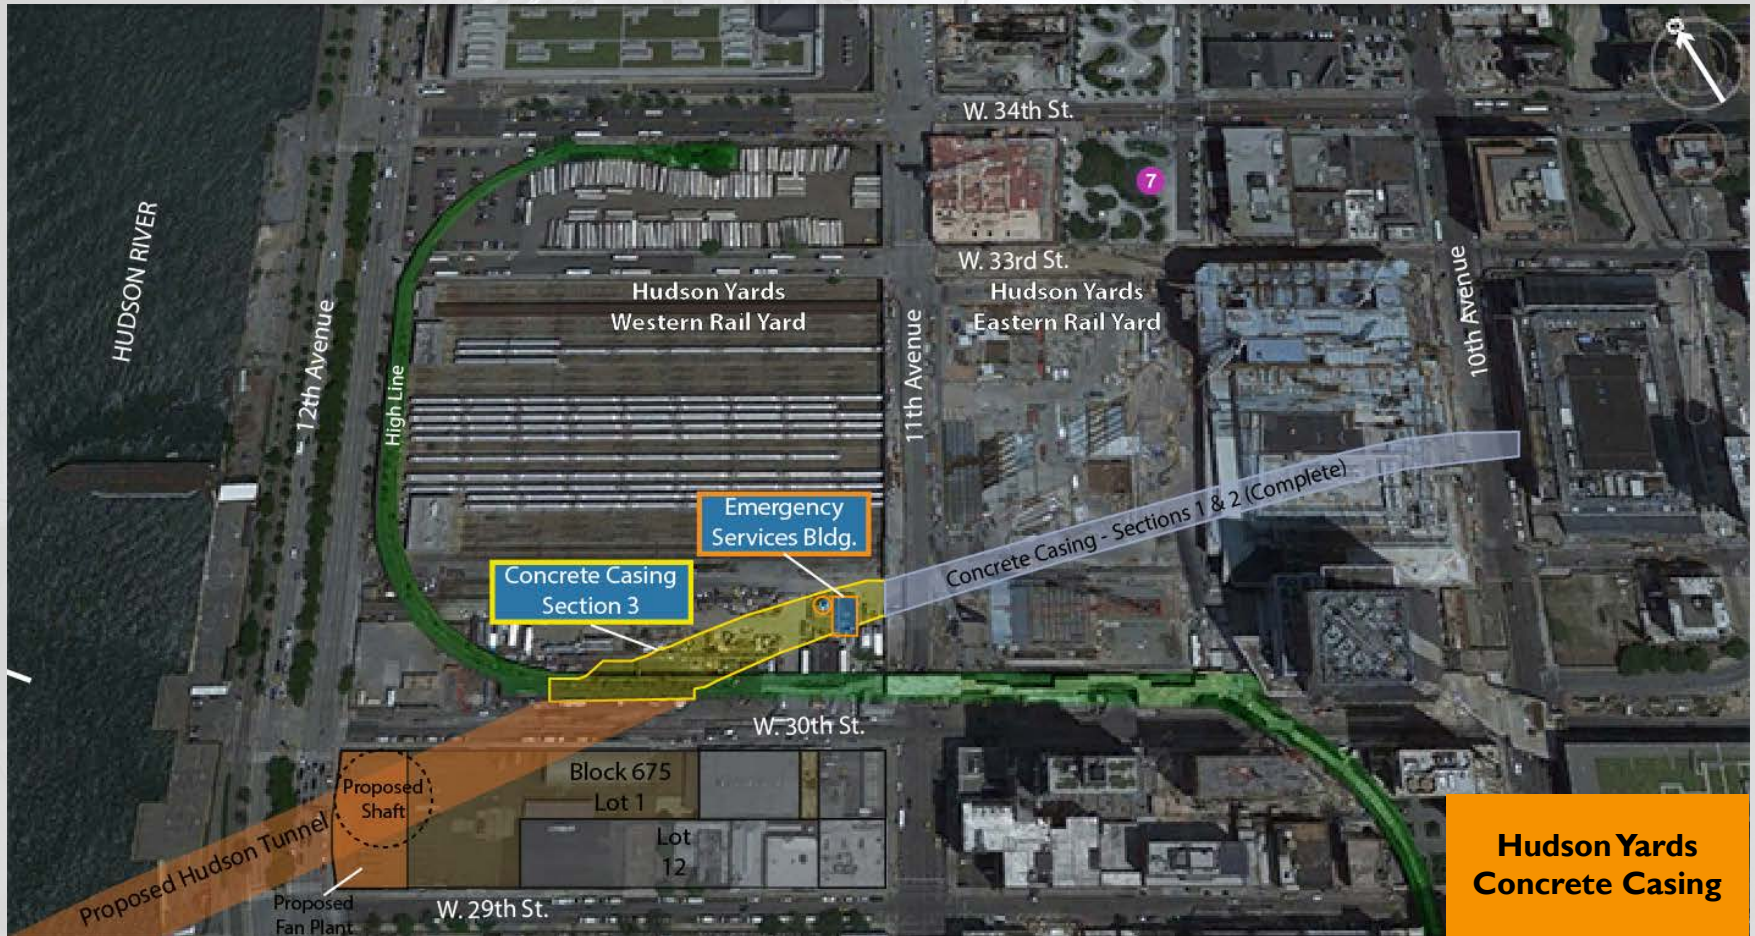 W. 34th St.
7
HUDSON RIVER
W. 33rd St.
Hudson Yards
Western Rail Yard
Hudson Yards
Eastern Rail Yard
12th Avenue
High Line
11th Avenue
10th Avenue
Emergency
Services Bldg.
Concrete Casing - Sections 1 & 2 (Complete)
Concrete Casing
Section 3
W. 30th St.
Block 675
Lot 1
Proposed
Shaft
Lot
12
Proposed Hudson Tunnel
Proposed
Fan Plant
W. 29th St.
Hudson Yards
Concrete Casing